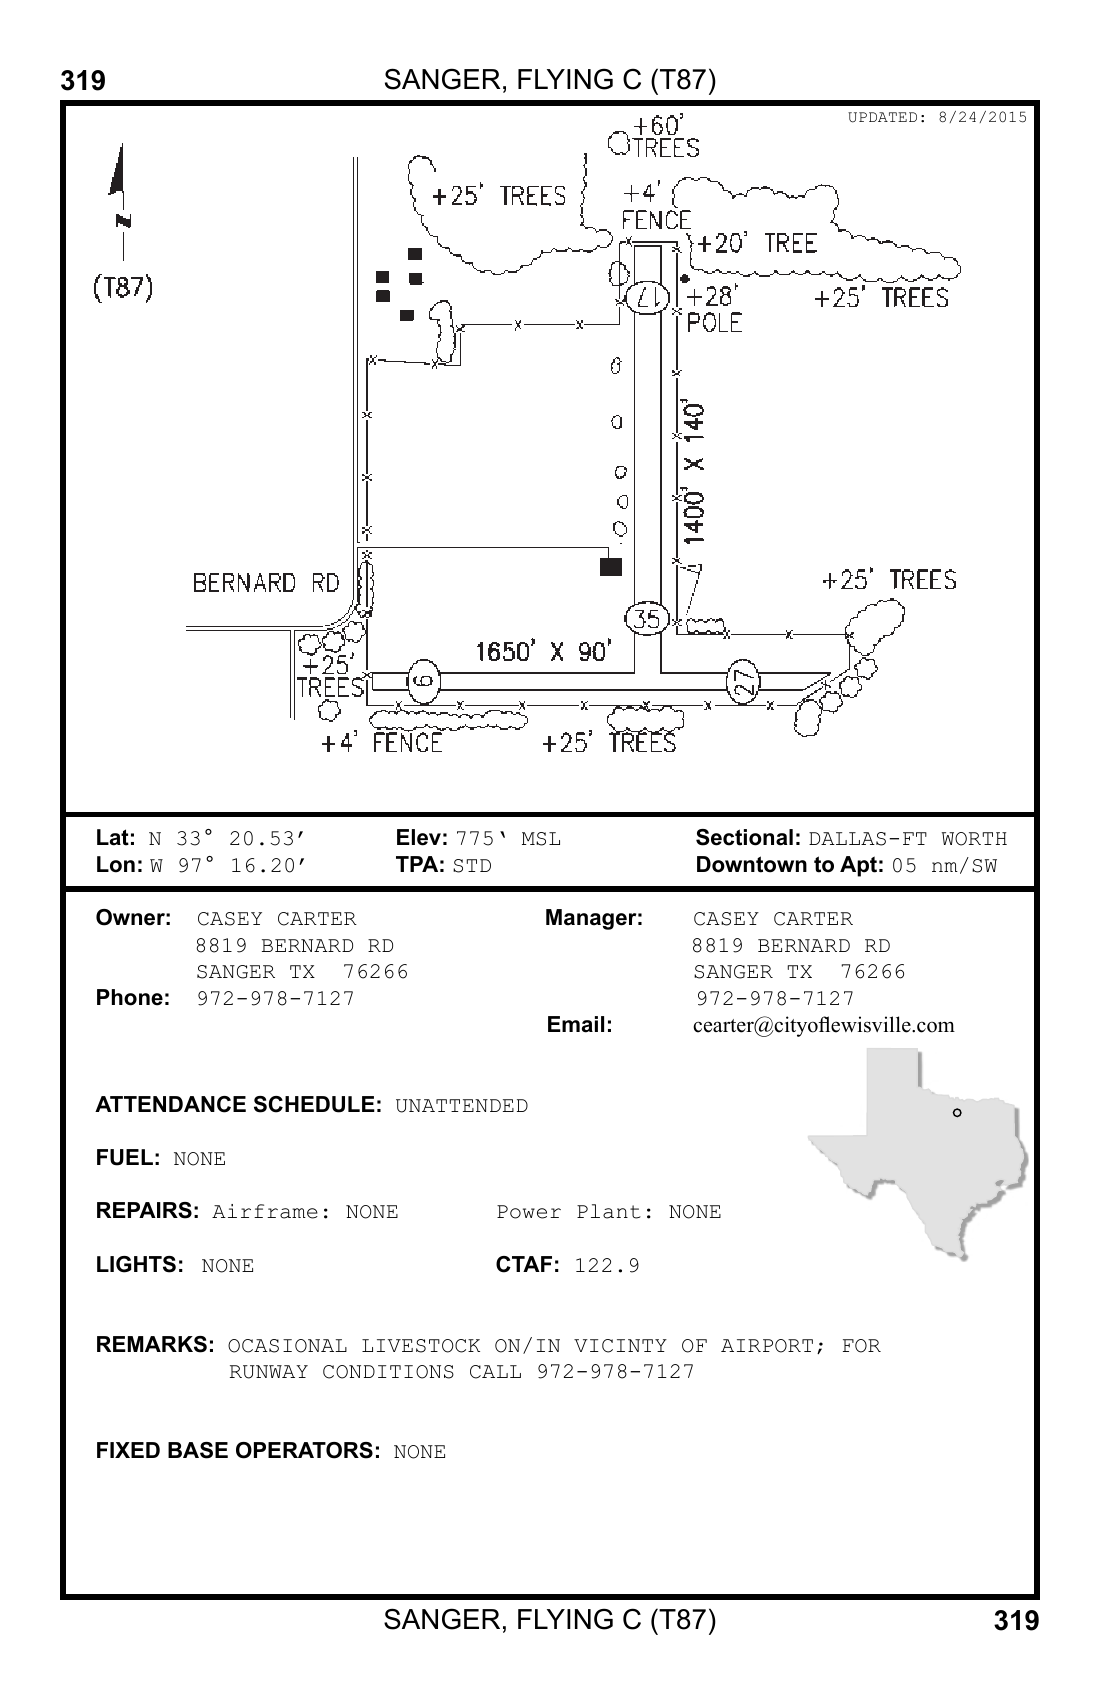 319 SANGER, FLYING C (T87)
UPDATED: 8/24/2015
+60'
TREES
+25' TREES
+4'
FENCE
N
+20' TREE
(T87)
17
+28'
POLE
+25' TREES
1400' X 140'
BERNARD RD
+25' TREES
35
1650' X 90'
+25'
TREES
9
27
+4' FENCE
+25' TREES
Lat: N 33° 20.53’ Elev: 775‘ MSL Sectional: DALLAS-FT WORTH
Lon: W 97° 16.20’ TPA: STD Downtown to Apt: 05 nm/SW
Owner: CASEY CARTER Manager: CASEY CARTER
8819 BERNARD RD 8819 BERNARD RD
SANGER TX 76266 SANGER TX 76266
Phone: 972-978-7127 972-978-7127
Email: cearter@cityoflewisville.com
ATTENDANCE SCHEDULE: UNATTENDED
FUEL: NONE
REPAIRS: Airframe: NONE Power Plant: NONE
LIGHTS: NONE CTAF: 122.9
REMARKS: OCASIONAL LIVESTOCK ON/IN VICINTY OF AIRPORT; FOR
RUNWAY CONDITIONS CALL 972-978-7127
FIXED BASE OPERATORS: NONE
SANGER, FLYING C (T87) 319